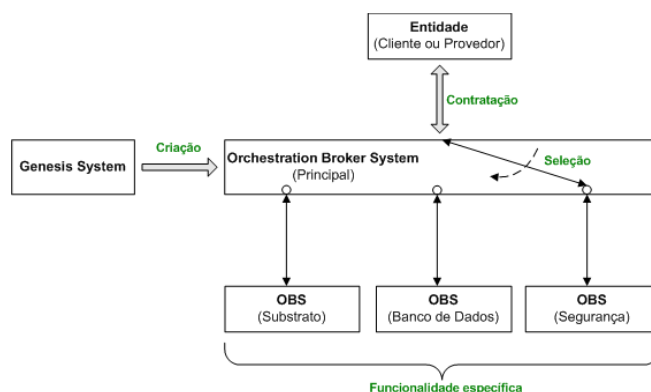 Entidade
(Cliente ou Provedor)
Contratação
Criação
Genesis System
Orchestration Broker System
(Principal)
Seleção
OBS
(Substrato)
OBS
(Banco de Dados)
OBS
(Segurança)
Funcionalidade específica